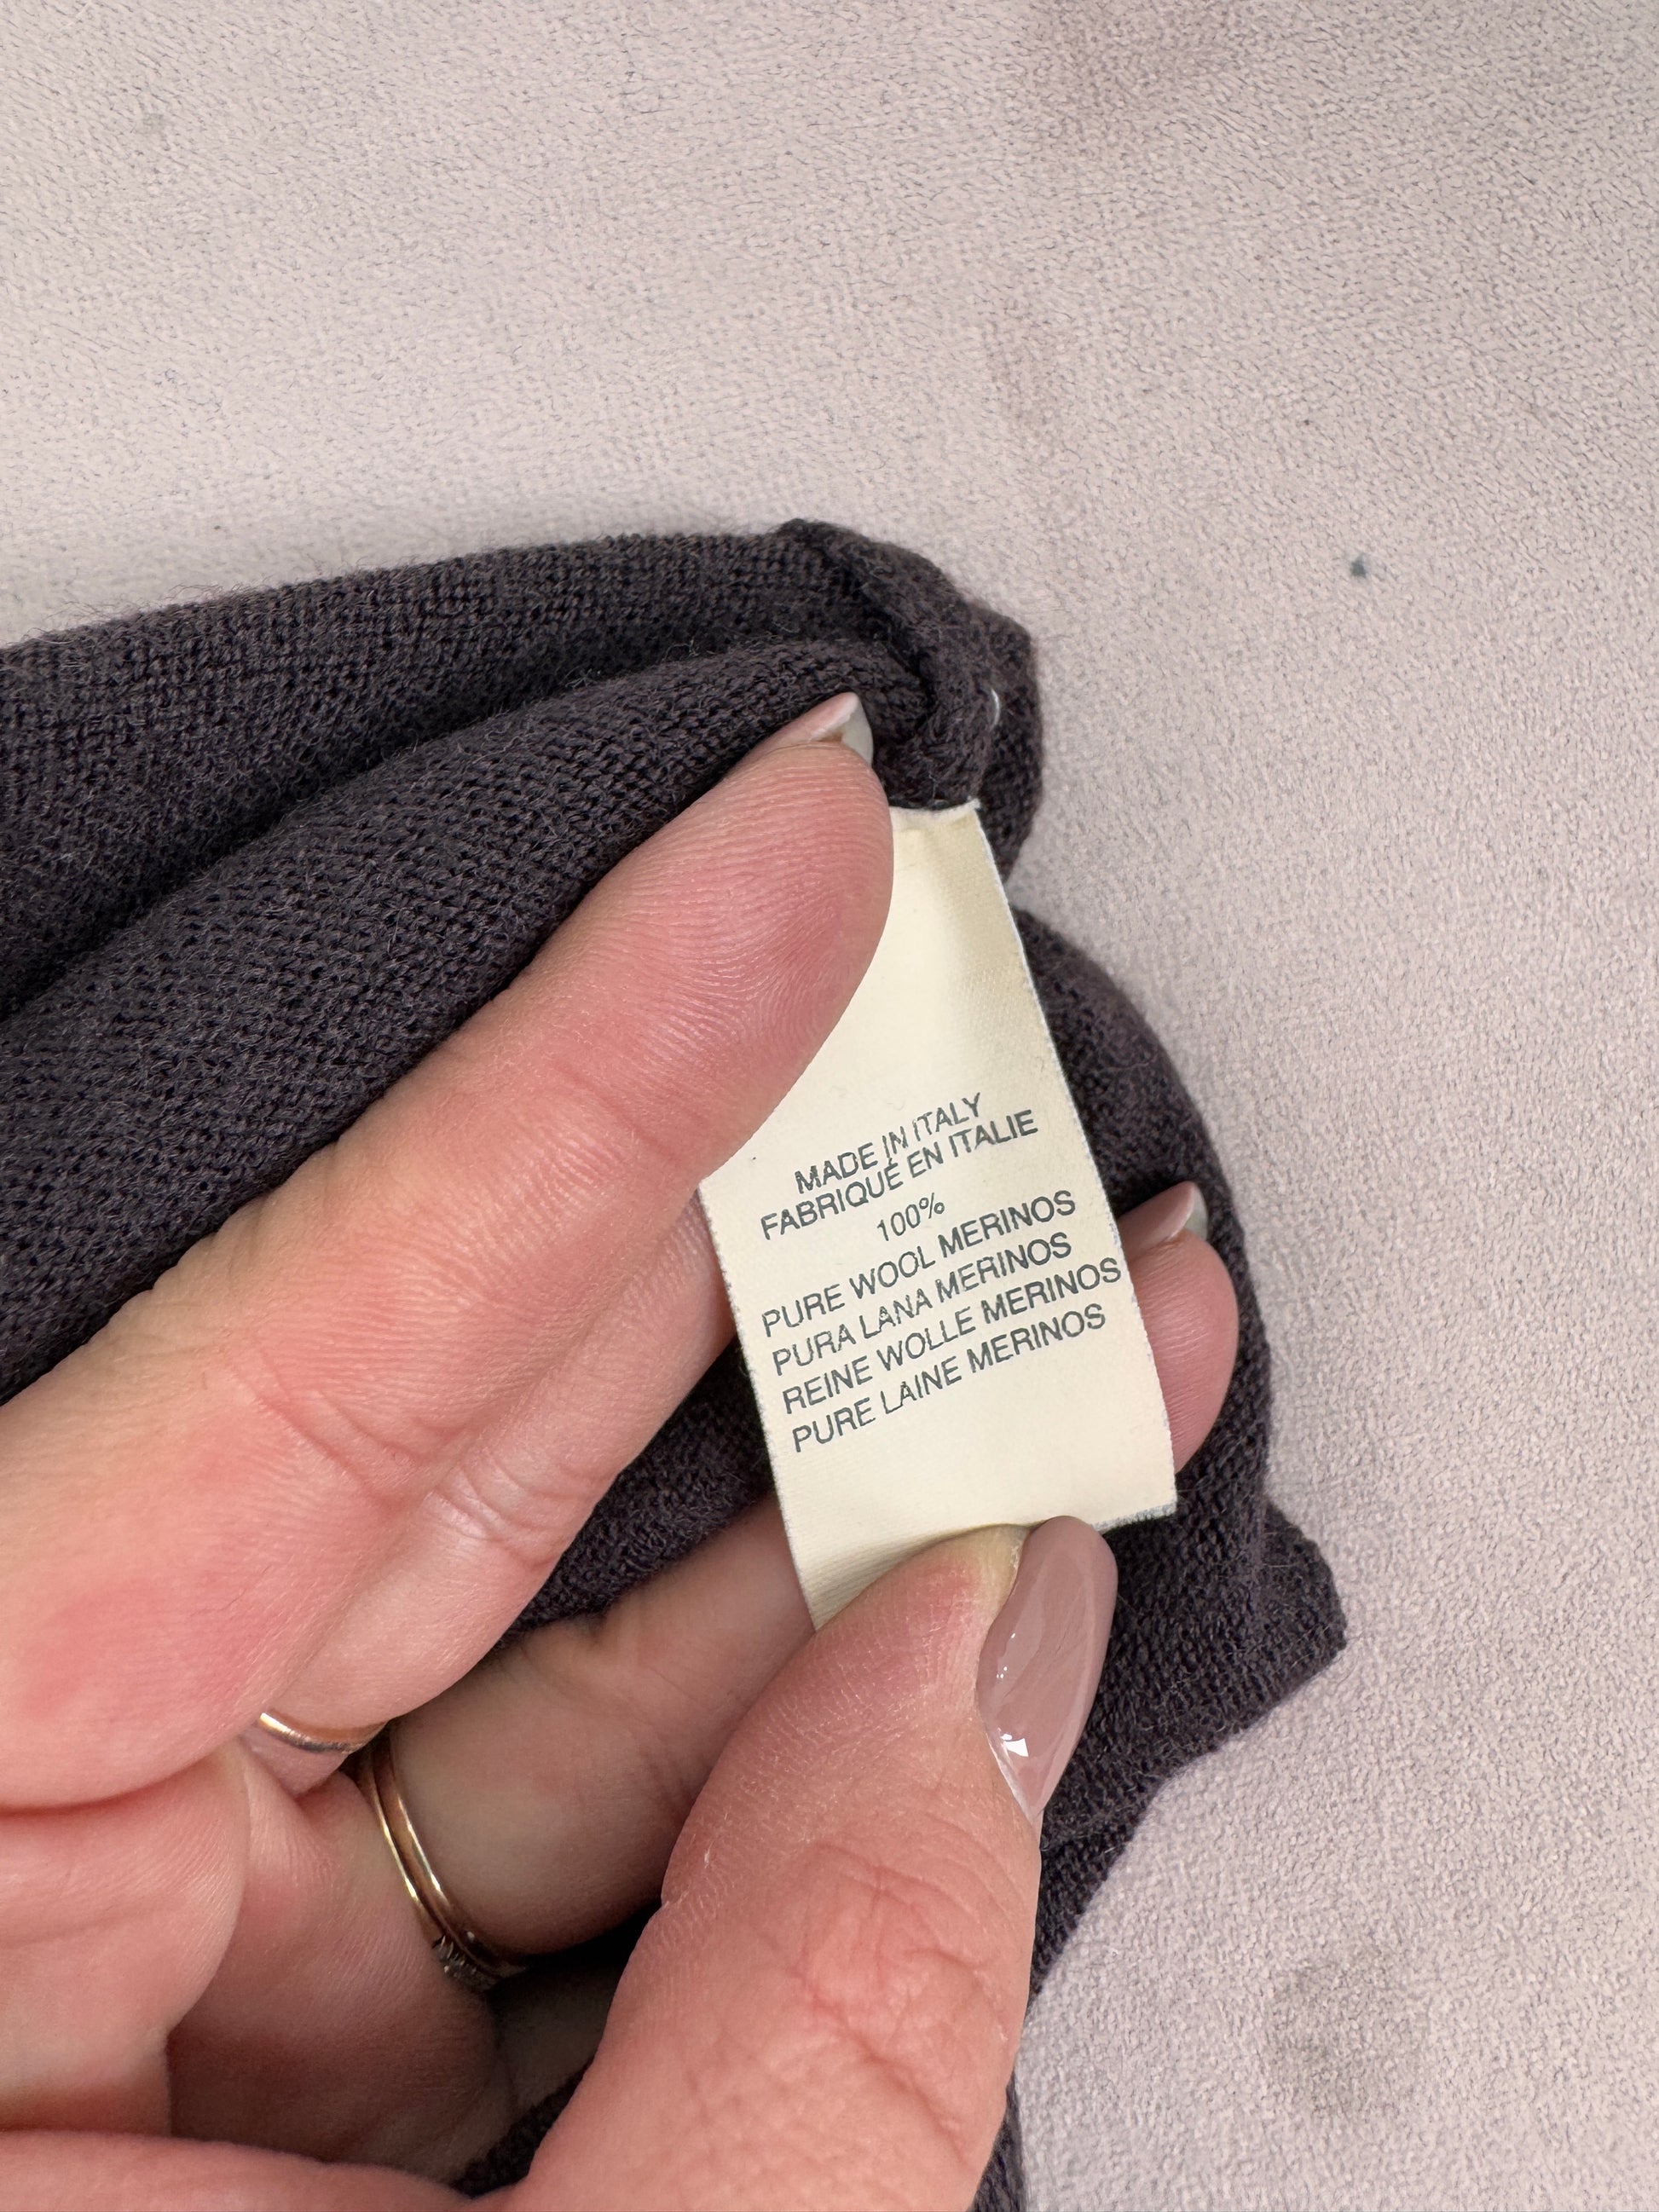 MADE IN ITALY
FABRIQUÉ EN ITALIE
100%
PURE WOOL MERINOS
PURA LANA MERINOS
REINE WOLLE MERINOS
PURE LAINE MERINOS